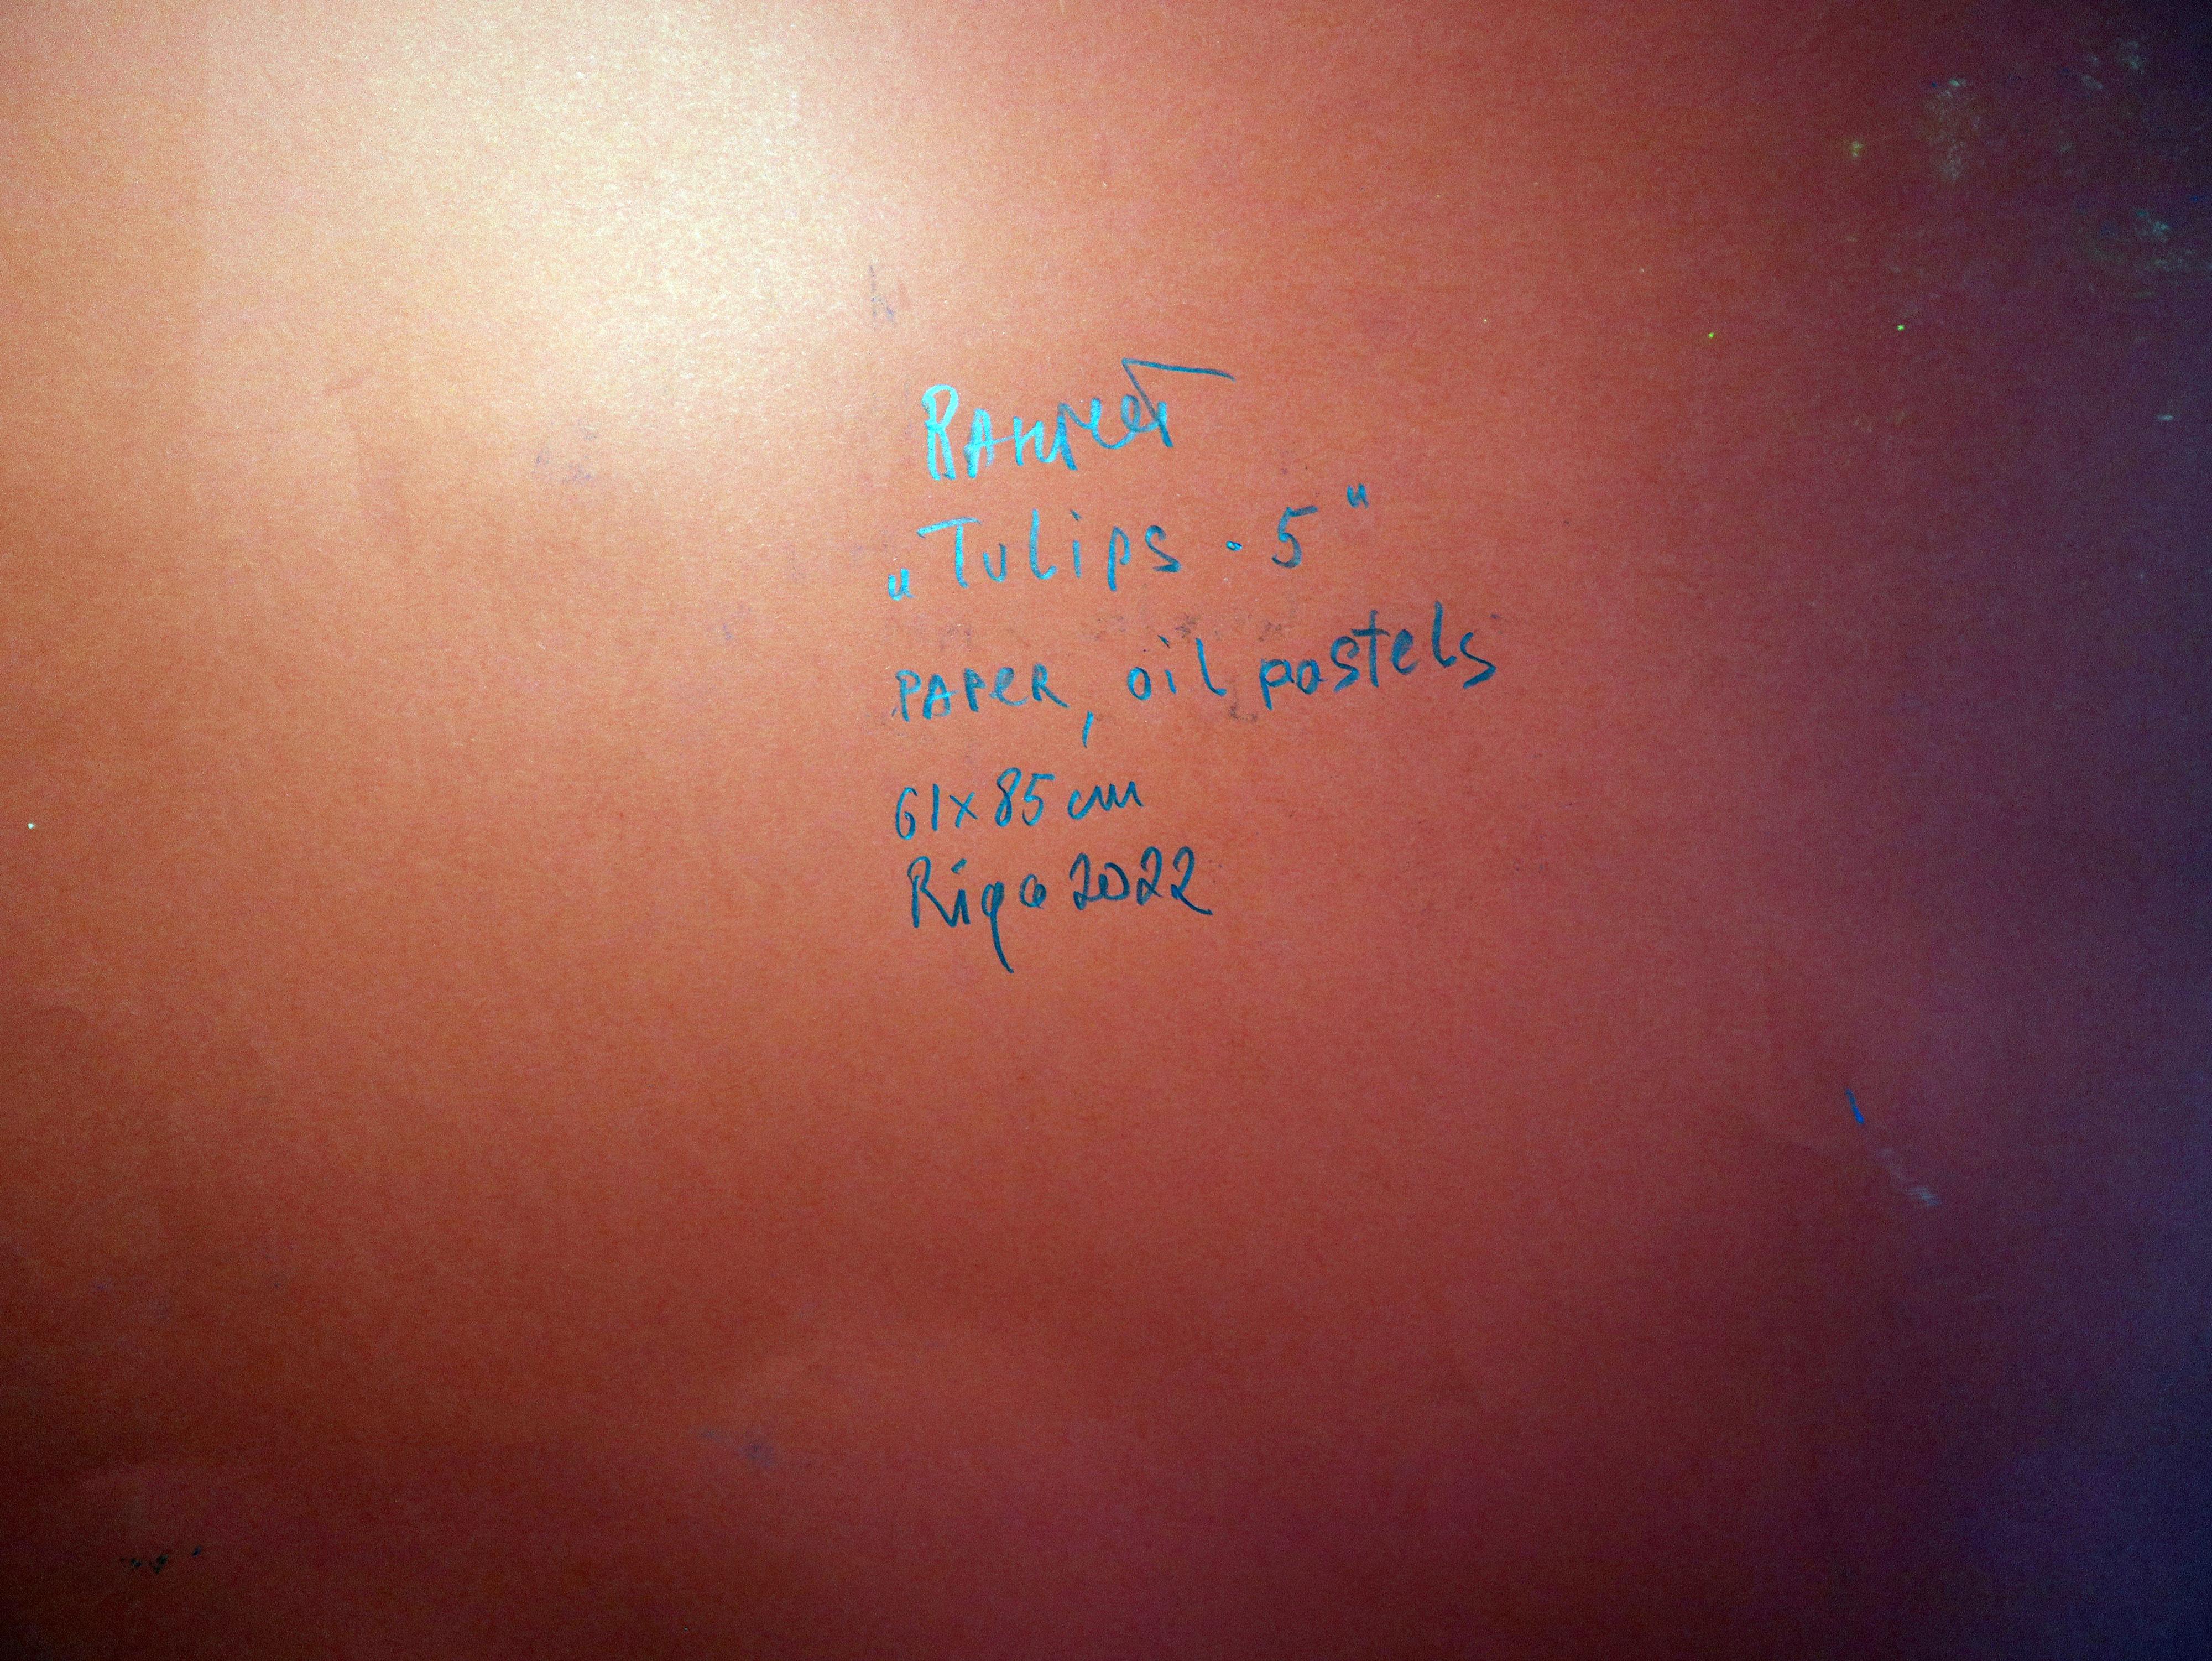 „Tulips - 5"
PAPER, oil pastels
61x85 cm
Riga 2022